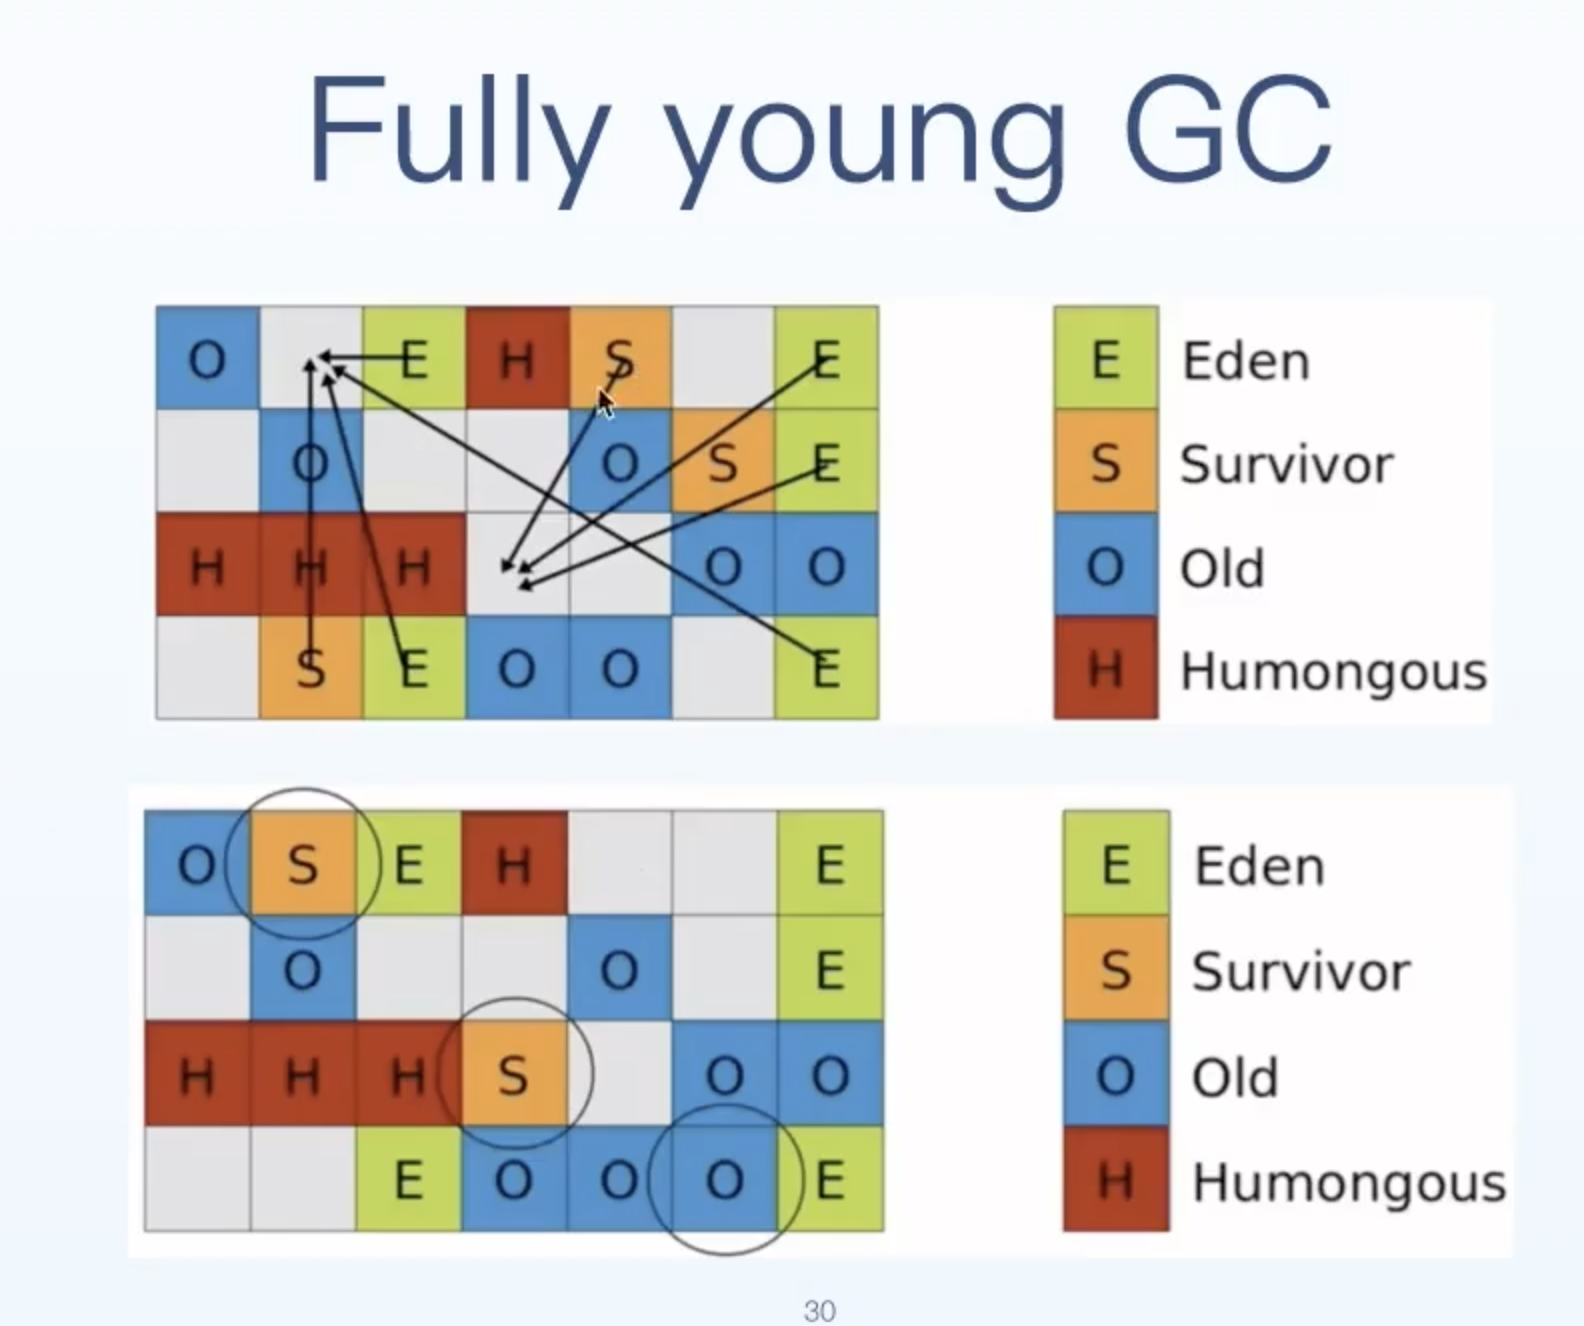 Fully young GC
O E H S E E Eden
O O S E S Survivor
H H H O O O Old
S E O O E H Humongous
O S E H E E Eden
O O E S Survivor
H H H S O O O Old
E O O O E H Humongous
30